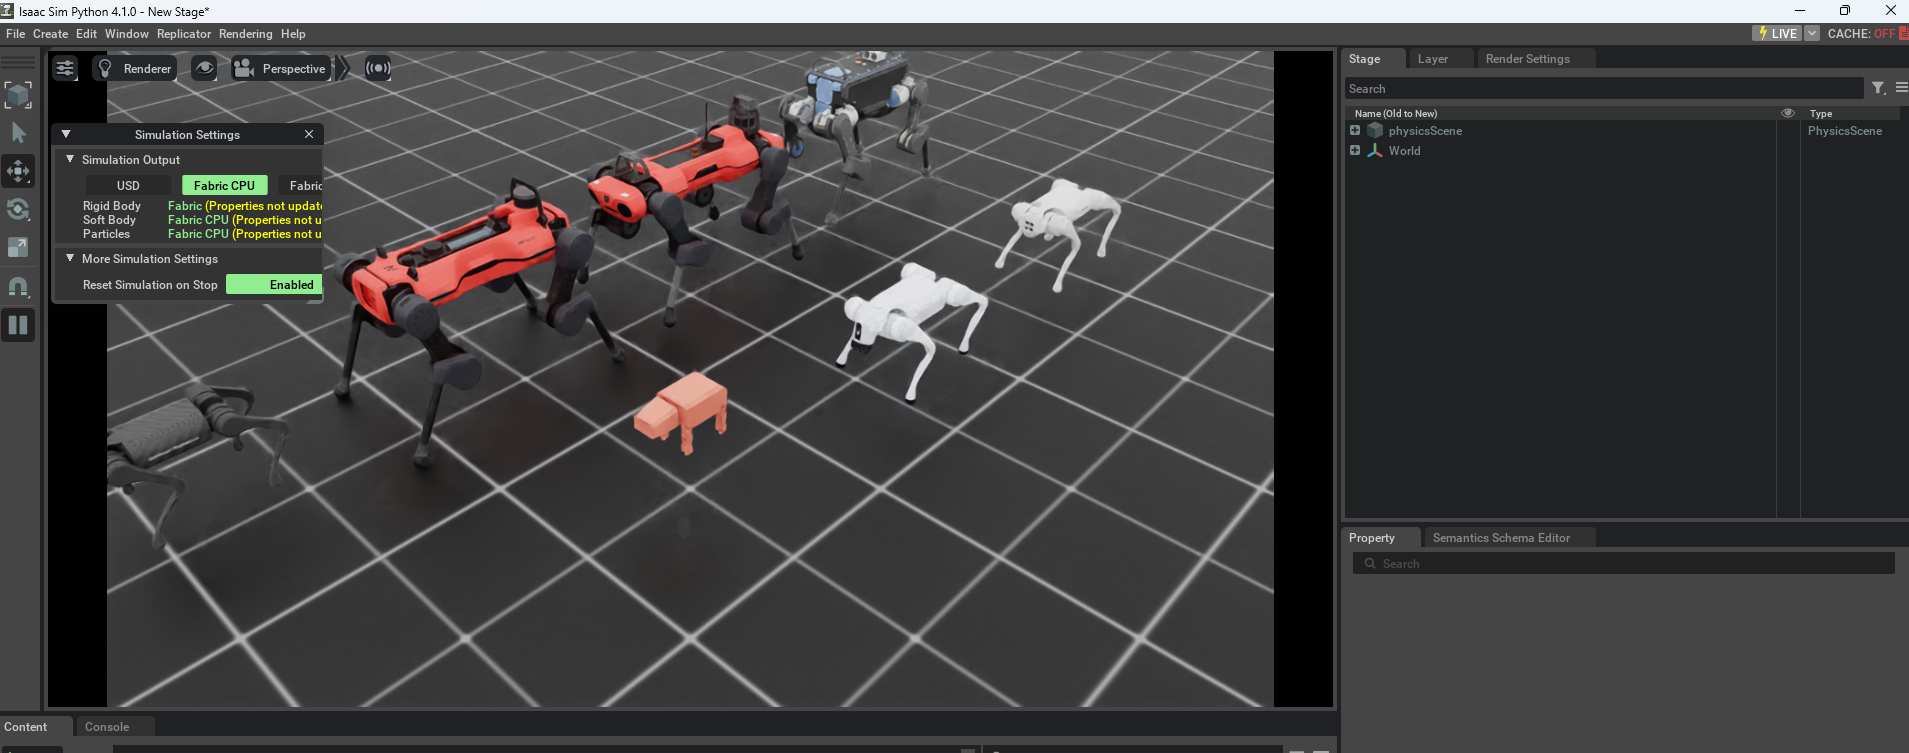 Isaac Sim Python 4.1.0 - New Stage*
File Create Edit Window Replicator Rendering Help
LIVE CACHE: OFF
Renderer Perspective
Simulation Settings
Simulation Output
USD Fabric CPU Fabric
Rigid Body Fabric (Properties not update
Soft Body Fabric CPU (Properties not u
Particles Fabric CPU (Properties not u
More Simulation Settings
Reset Simulation on Stop Enabled
Stage Layer Render Settings
Search
Name (Old to New) Type
physicsScene PhysicsScene
World
Property Semantics Schema Editor
Search
Content Console